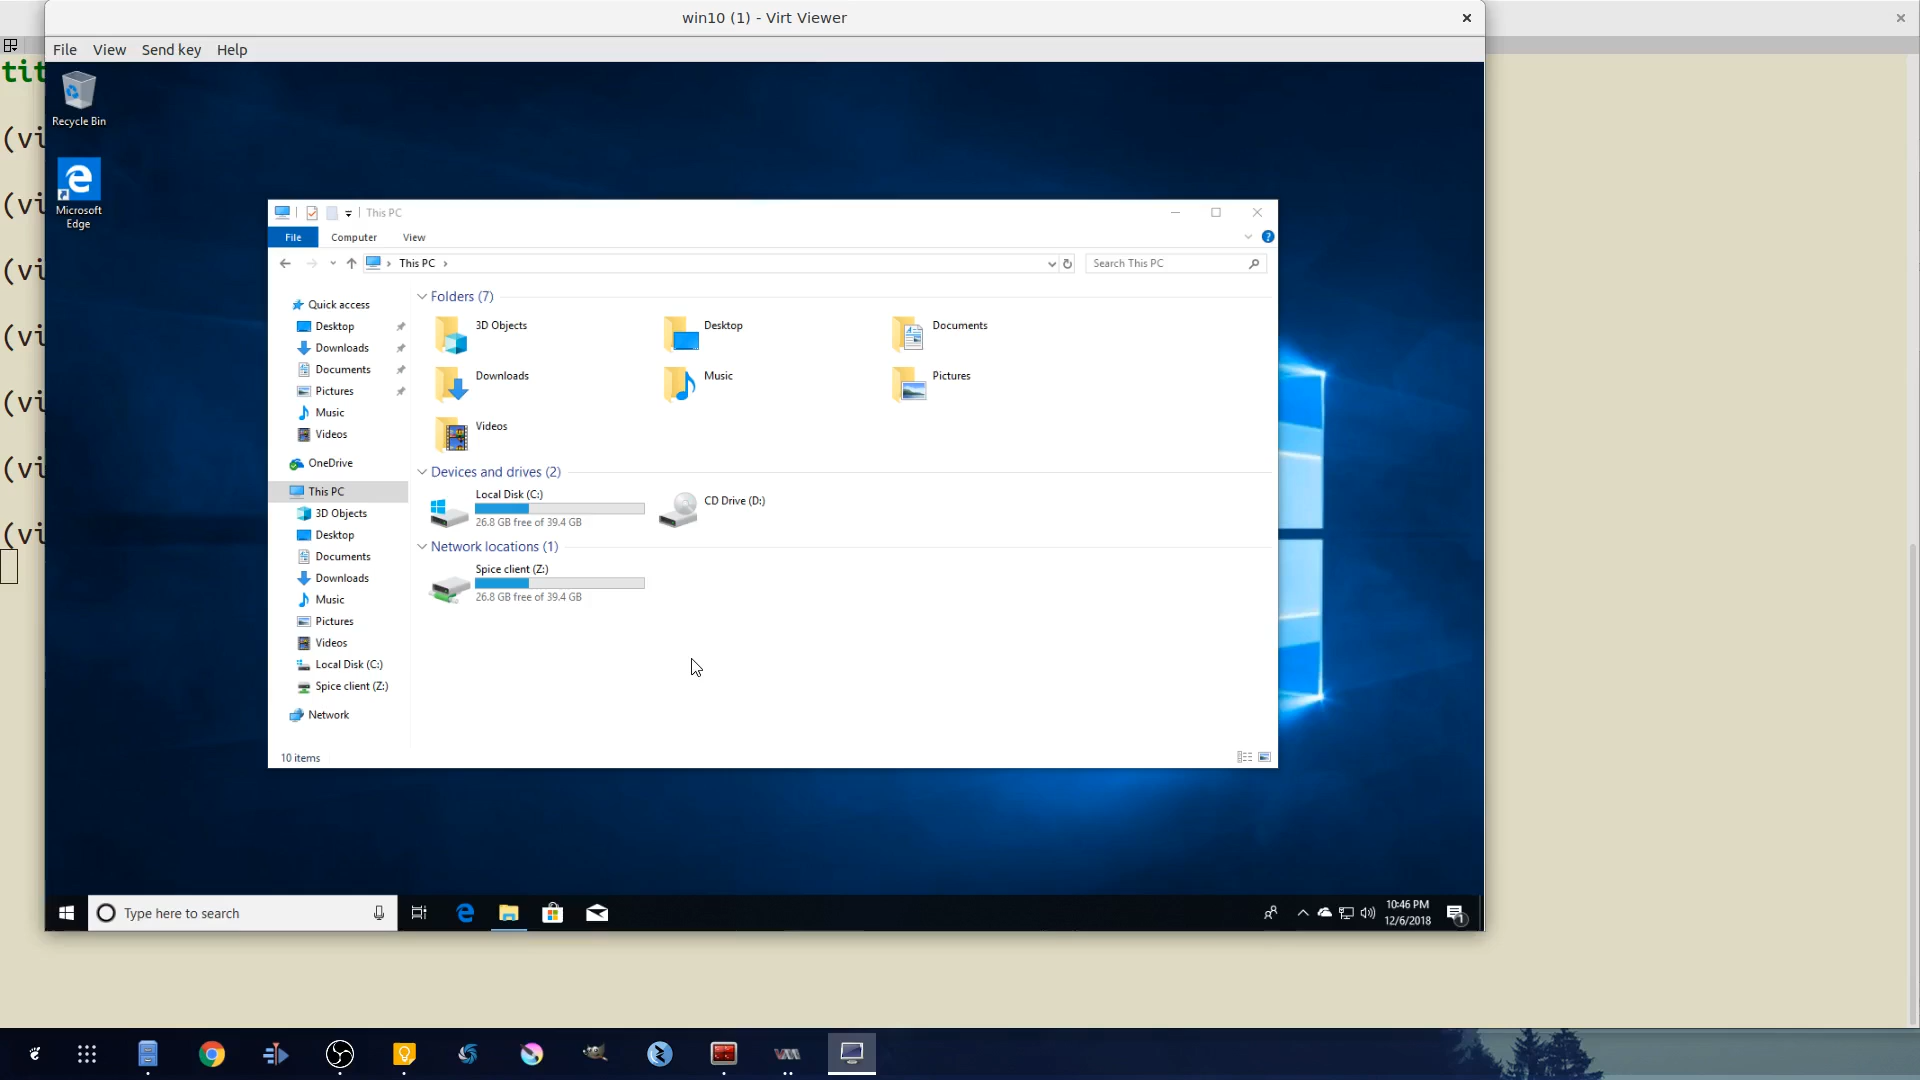 win10 (1) - Virt Viewer
File View Send key Help
tit
(vi
(vi
(vi
(vi
(vi
(vi
(vi
Recycle Bin
Microsoft
Edge
This PC
File Computer View
This PC
Search This PC
Quick access
Desktop
Downloads
Documents
Pictures
Music
Videos
OneDrive
This PC
3D Objects
Desktop
Documents
Downloads
Music
Pictures
Videos
Local Disk (C:)
Spice client (Z:)
Network
Folders (7)
3D Objects
Desktop
Documents
Downloads
Music
Pictures
Videos
Devices and drives (2)
Local Disk (C:)
26.8 GB free of 39.4 GB
CD Drive (D:)
Network locations (1)
Spice client (Z:)
26.8 GB free of 39.4 GB
10 items
Type here to search
10:46 PM
12/6/2018
1